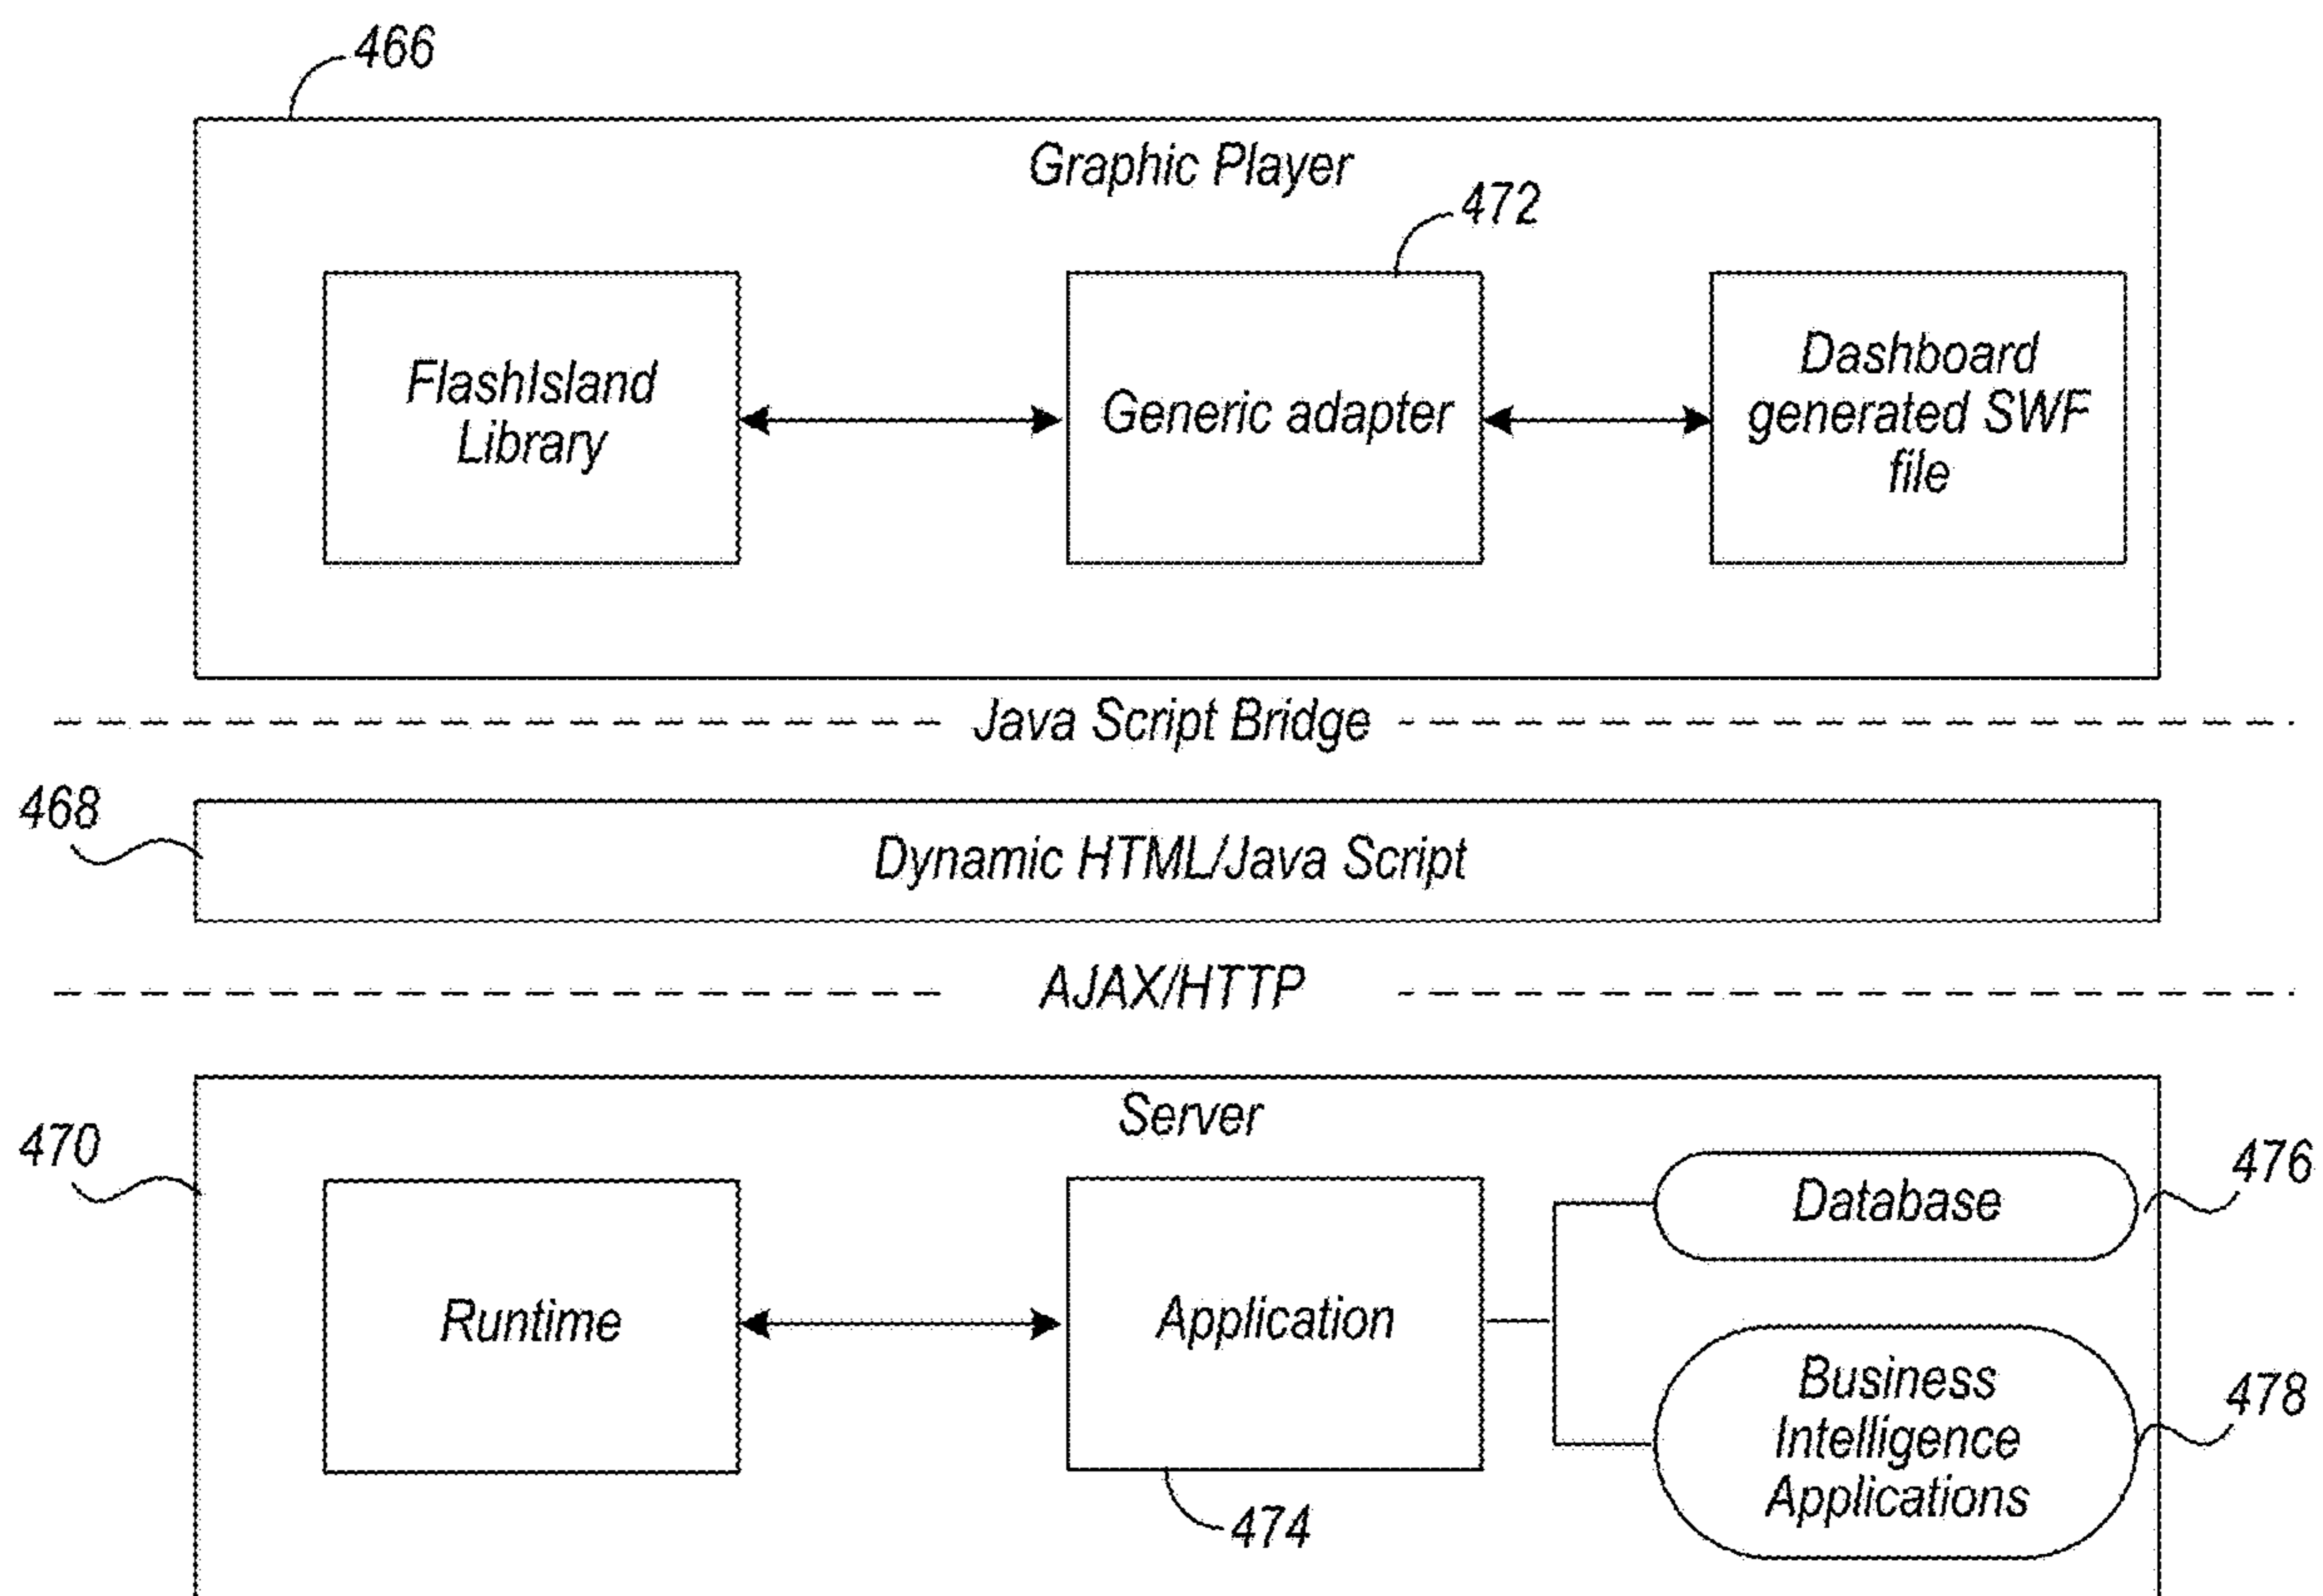 466
Graphic Player
472
FlashIsland
Library
Generic adapter
Dashboard
generated SWF
file
Java Script Bridge
468
Dynamic HTML/Java Script
AJAX/HTTP
Server
470
476
Database
Runtime
Application
Business
Intelligence
Applications
478
474